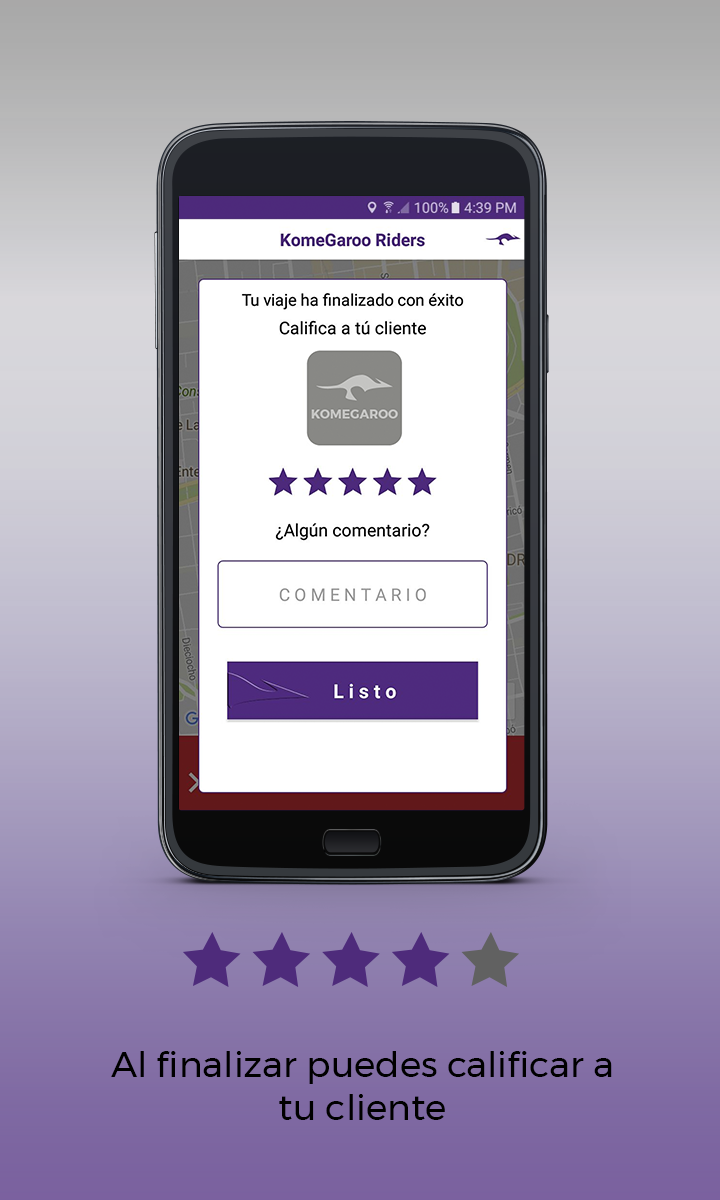 100% 4:39 PM
KomeGaroo Riders
Tu viaje ha finalizado con éxito
Califica a tú cliente
KOMEGAROO
¿Algún comentario?
COMENTARIO
Listo
Dieciocho
Al finalizar puedes calificar a
tu cliente